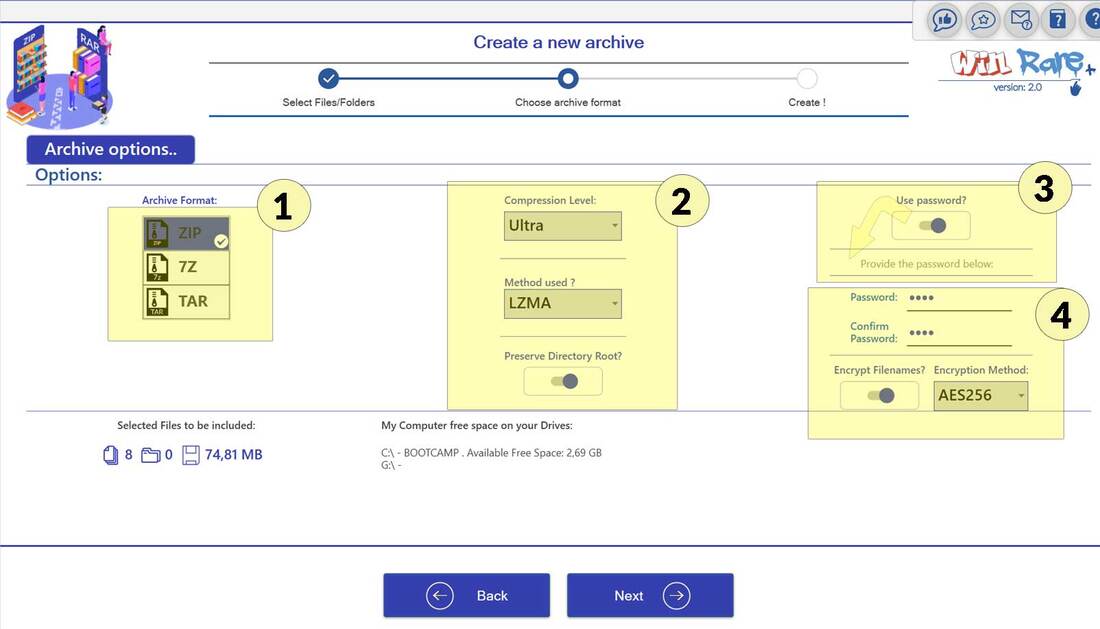 ZIP
RAR
Create a new archive
Win Rare+
version: 2.0
Select Files/Folders
Choose archive format
Create !
Archive options..
Options:
Archive Format:
1
ZIP
ZIP
7Z
7z
TAR
TAR
2
Compression Level:
Ultra
Method used ?
LZMA
Preserve Directory Root?
3
Use password?
Provide the password below:
4
Password: ••••
Confirm
Password: ••••
Encrypt Filenames? Encryption Method:
AES256
Selected Files to be included:
8 0 74,81 MB
My Computer free space on your Drives:
C:\ - BOOTCAMP . Available Free Space: 2,69 GB
G:\ -
Back
Next